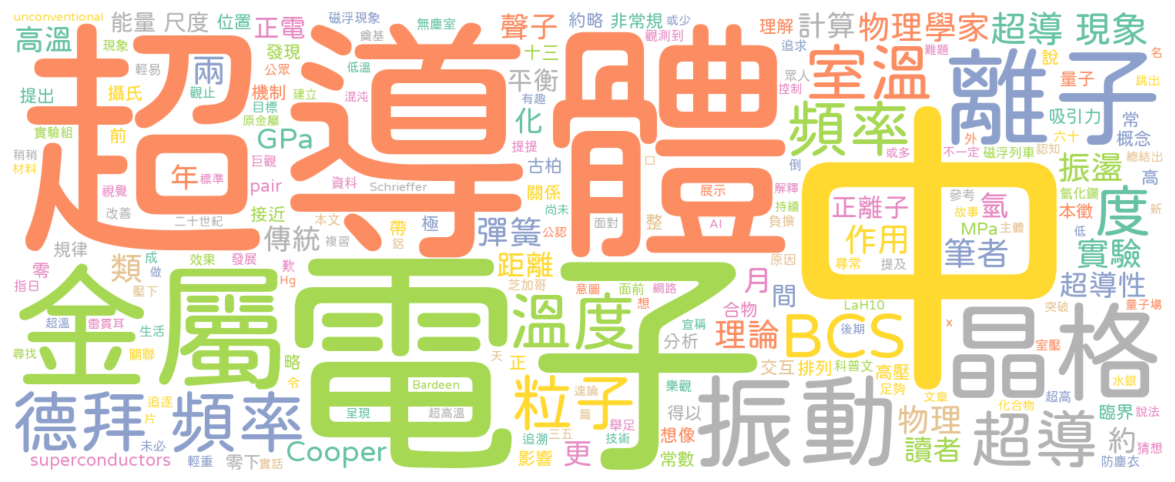 unconventional 能量 尺度 位置 正電 磁浮現象 無塵室 聲子 約略 非常規 或少 理解 計算 物理學家 超導 現象
高溫 現象 奠基 觀測到 追求 難題 名
超 導 體 中 離子
兩 發現 低溫 十三 平衡 眾人 室溫 說 量子 跳出
提出 輕易 攝氏 觀止 公眾 機制 目標 建立 混沌 有趣 控制 頻率 吸引力 常
實驗組 前 原金屬 GPa 化 提提 外 六十 概念
稍稍 材料 巨觀 古柏 口 倒 或多 不一定 磁浮列車 認知 振盪 總結出
視覺 年 標準 pair 資料 Schrieffer 關係 展示 解釋 參考 氫化鑭 高
改善 二十世紀 接近 本文 帶 極 尚未 面對 整 AI 持續 負擔 正離子 故事 氫 本徵 度 新
規律 傳統 複習 鋁 彈簧 公認 作用 MPa 主體 低
零 類 成 做 效果 發展 歎 Hg 距離 原因 尋常 提及 筆者 實驗
指日 壓下 芝加哥 意圖 面前 網路 月 間 超導性
金屬 電子 溫度 想 合物 LaH10 突破 量子場
超溫 雷貫耳 生活 宣稱 理論 BCS 後期 x 室壓 晶格
尋找 關聯 略 天 正 分析 交互 排列 科普文
令 Bardeen 粒子 遑論 樂觀 高壓 足夠 水銀
德拜 追逐 片 頻率 呈現 超高溫 篇 舉足 得以 振動 文章 物理 化合物 超高 臨界 說法
未必 Cooper 追溯 三五 技術 想像 讀者 超導 約 猜想
superconductors 輕重 零下 實話 影響 更 常數 防塵衣